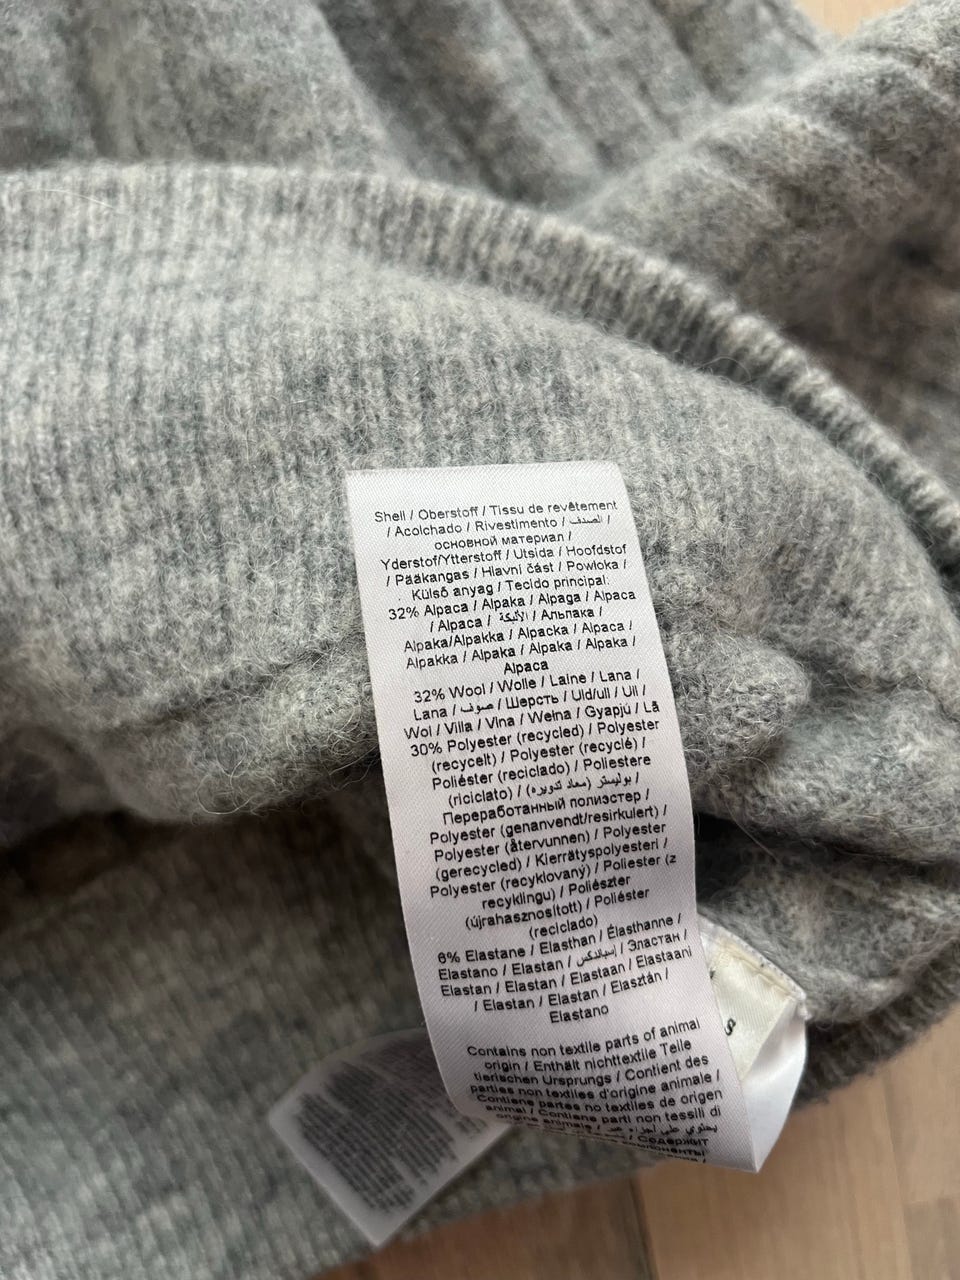 Shell / Oberstoff / Tissu de revêtement
/ Acolchado / Rivestimento / الصدف /
основной материал /
Yderstof/Ytterstoff / Utsida / Hoofdstof
/ Pääkangas / Hlavní část / Powłoka /
Külső anyag / Tecido principal:
32% Alpaca / Alpaka / Alpaga / Alpaca
/ Alpaca / الألبكة / Альпака /
Alpaka/Alpakka / Alpacka / Alpaca /
Alpakka / Alpaka / Alpaka / Alpaka /
Alpaca
32% Wool / Wolle / Laine / Lana /
Lana / صوف / Шерсть / Uld/ull / Ull /
Wol / Villa / Vlna / Wełna / Gyapjú / Lã
30% Polyester (recycled) / Polyester
(recycelt) / Polyester (recyclé) /
Poliéster (reciclado) / Poliestere
(riciclato) / بوليستر (معاد تدويره) /
Переработанный полиэстер /
Polyester (genanvendt/resirkulert) /
Polyester (återvunnen) / Polyester
(gerecycled) / Kierrätyspolyesteri /
Polyester (recyklovaný) / Poliester (z
recyklingu) / Poliészter
(újrahasznosított) / Poliéster
(reciclado)
6% Elastane / Elasthan / Élasthanne /
Elastano / Elastan / إسباندكس / Эластан /
Elastan / Elastan / Elastaan / Elastaani
/ Elastan / Elastan / Elasztán /
Elastano
Contains non textile parts of animal
origin / Enthält nichttextile Teile
tierischen Ursprungs / Contient des
parties non textiles d'origine animale /
Contiene partes no textiles de origen
animal / Contiene parti non tessili di
origine animale / يحتوي على أجزاء
/ Содержит
S